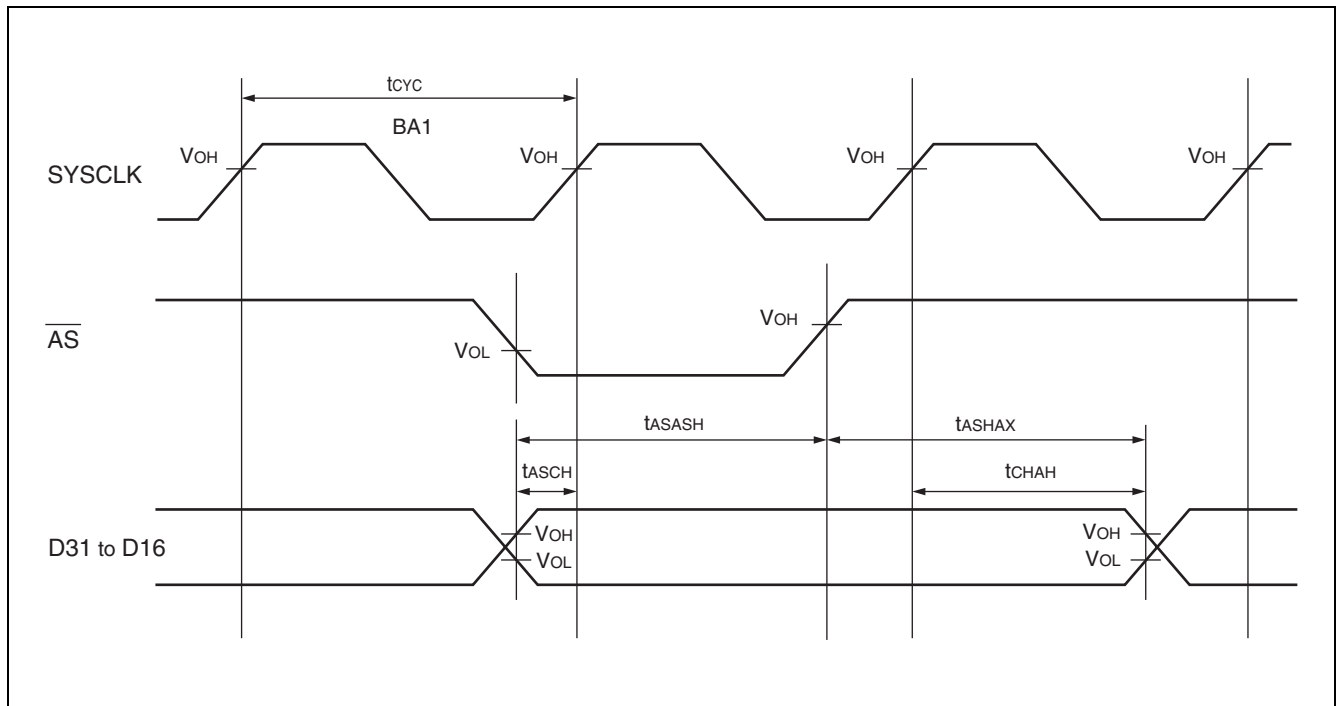 tCYC
BA1
VOH VOH VOH VOH
SYSCLK
VOH
AS
VOL
tASASH tASHAX
tASCH tCHAH
VOH VOH
D31 to D16
VOL VOL